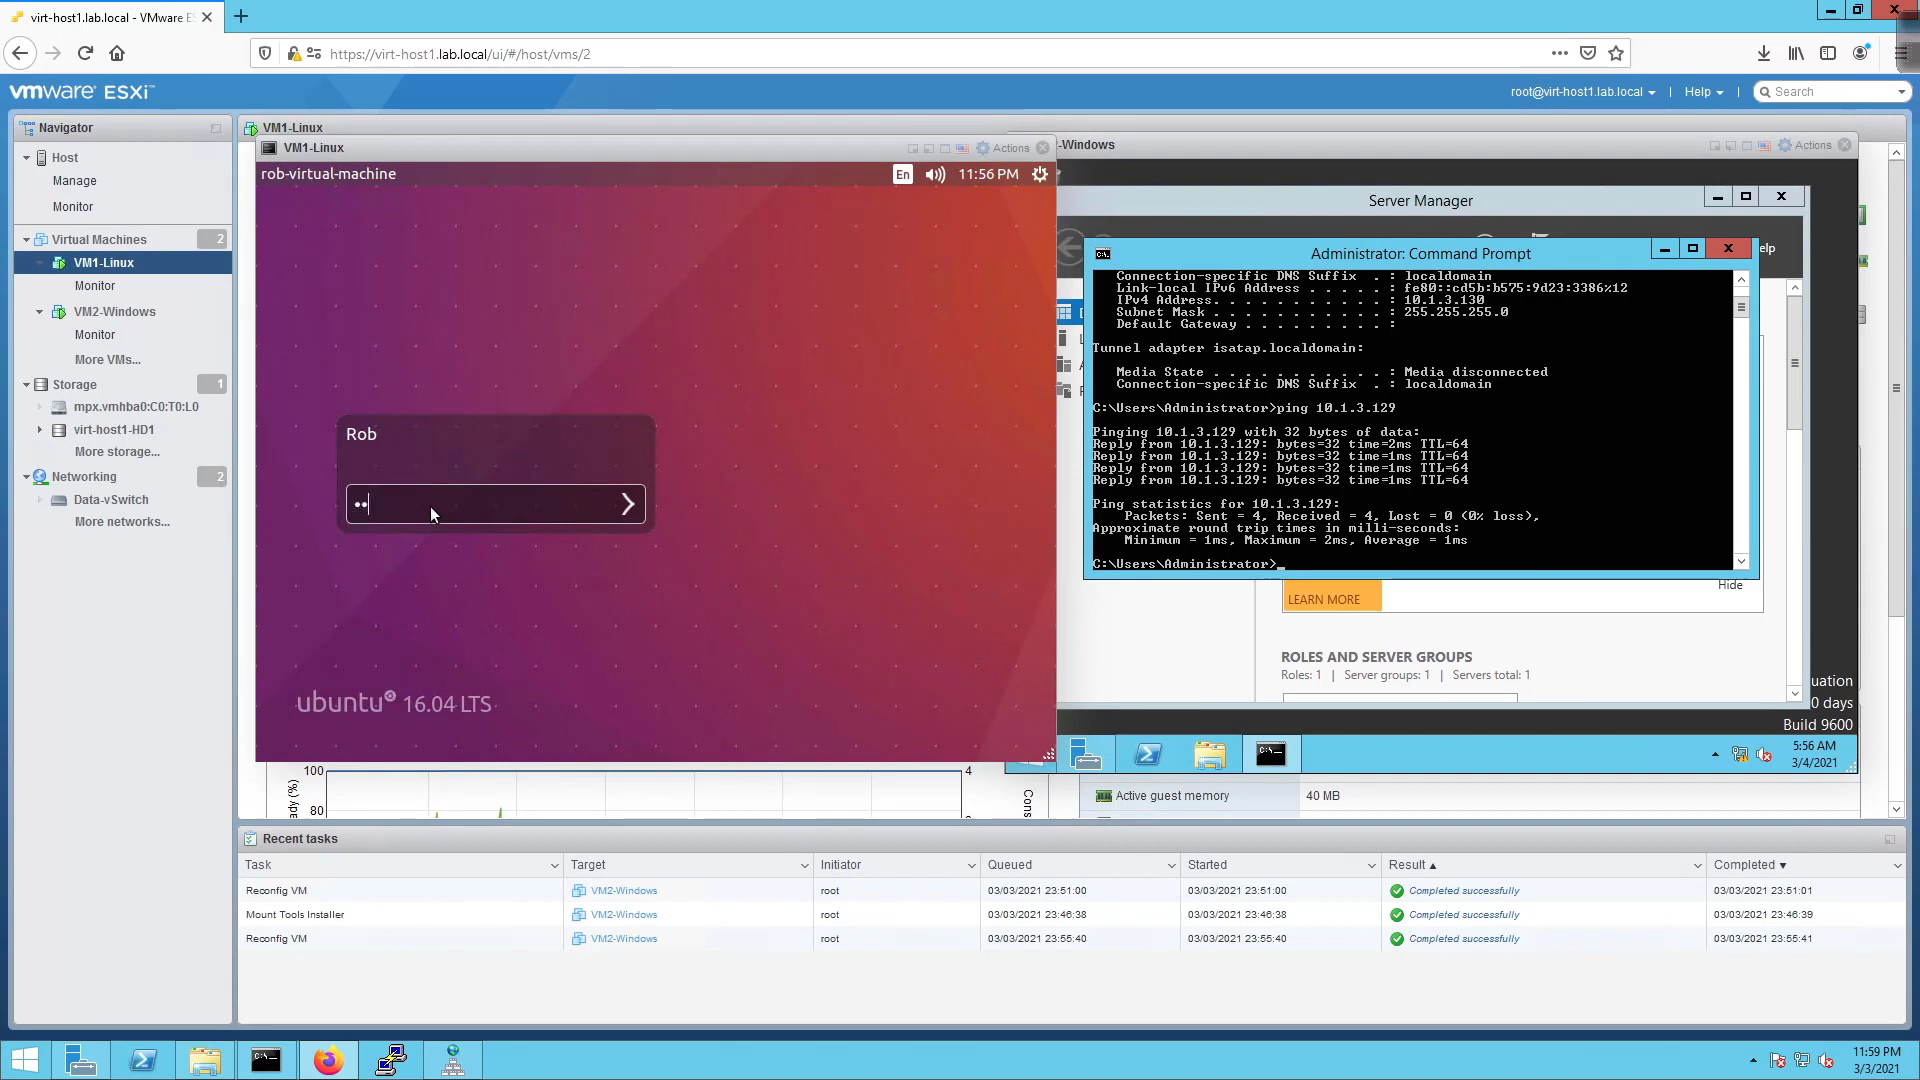 virt-host1.lab.local - VMware ES
https://virt-host1.lab.local/ui/#/host/vms/2
vmware ESXi
root@virt-host1.lab.local
Help
Search
Navigator
Host
Manage
Monitor
Virtual Machines
2
VM1-Linux
Monitor
VM2-Windows
Monitor
More VMs...
Storage
1
mpx.vmhba0:C0:T0:L0
virt-host1-HD1
More storage...
Networking
2
Data-vSwitch
More networks...
VM1-Linux
VM1-Linux
Actions
rob-virtual-machine
En
11:56 PM
Rob
ubuntu 16.04 LTS
-Windows
Actions
Server Manager
elp
Administrator: Command Prompt
Connection-specific DNS Suffix . : localdomain
Link-local IPv6 Address . . . . . : fe80::cd5b:b575:9d23:3386%12
IPv4 Address. . . . . . . . . . . : 10.1.3.130
Subnet Mask . . . . . . . . . . . : 255.255.255.0
Default Gateway . . . . . . . . . :
Tunnel adapter isatap.localdomain:
Media State . . . . . . . . . . . : Media disconnected
Connection-specific DNS Suffix . : localdomain
C:\Users\Administrator>ping 10.1.3.129
Pinging 10.1.3.129 with 32 bytes of data:
Reply from 10.1.3.129: bytes=32 time=2ms TTL=64
Reply from 10.1.3.129: bytes=32 time=1ms TTL=64
Reply from 10.1.3.129: bytes=32 time=1ms TTL=64
Reply from 10.1.3.129: bytes=32 time=1ms TTL=64
Ping statistics for 10.1.3.129:
Packets: Sent = 4, Received = 4, Lost = 0 (0% loss),
Approximate round trip times in milli-seconds:
Minimum = 1ms, Maximum = 2ms, Average = 1ms
C:\Users\Administrator>_
Hide
LEARN MORE
ROLES AND SERVER GROUPS
Roles: 1 | Server groups: 1 | Servers total: 1
uation
0 days
Build 9600
5:56 AM
3/4/2021
100
80
ady (%)
4
Cons
Active guest memory
40 MB
Recent tasks
Task Target Initiator Queued Started Result Completed
Reconfig VM VM2-Windows root 03/03/2021 23:51:00 03/03/2021 23:51:00 Completed successfully 03/03/2021 23:51:01
Mount Tools Installer VM2-Windows root 03/03/2021 23:46:38 03/03/2021 23:46:38 Completed successfully 03/03/2021 23:46:39
Reconfig VM VM2-Windows root 03/03/2021 23:55:40 03/03/2021 23:55:40 Completed successfully 03/03/2021 23:55:41
11:59 PM
3/3/2021